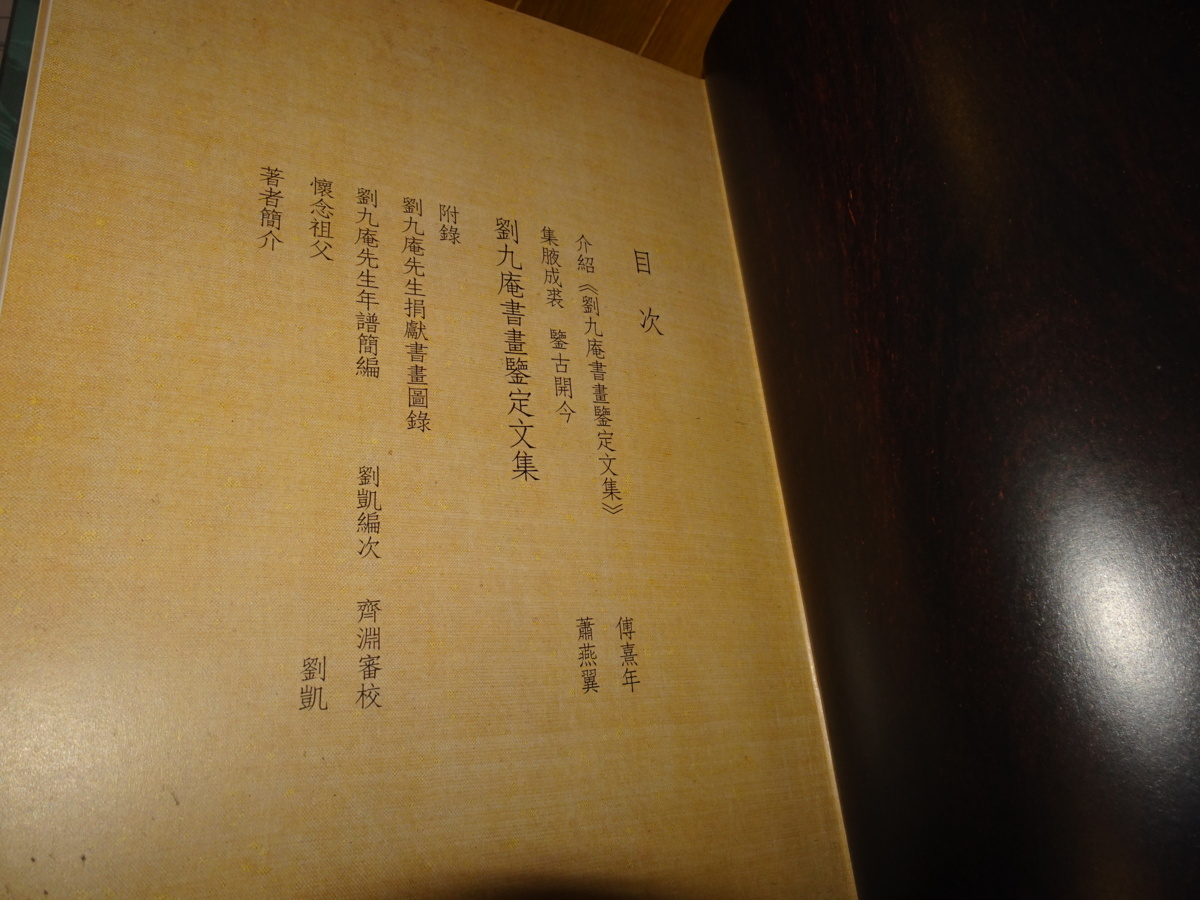 目次
介紹《劉九庵書畫鑒定文集》 傅熹年
集腋成裘 鑒古開今 蕭燕翼
劉九庵書畫鑒定文集
附錄
劉九庵先生捐獻書畫圖錄
劉九庵先生年譜簡編 劉凱編次 齊淵審校
懷念祖父 劉凱
著者簡介